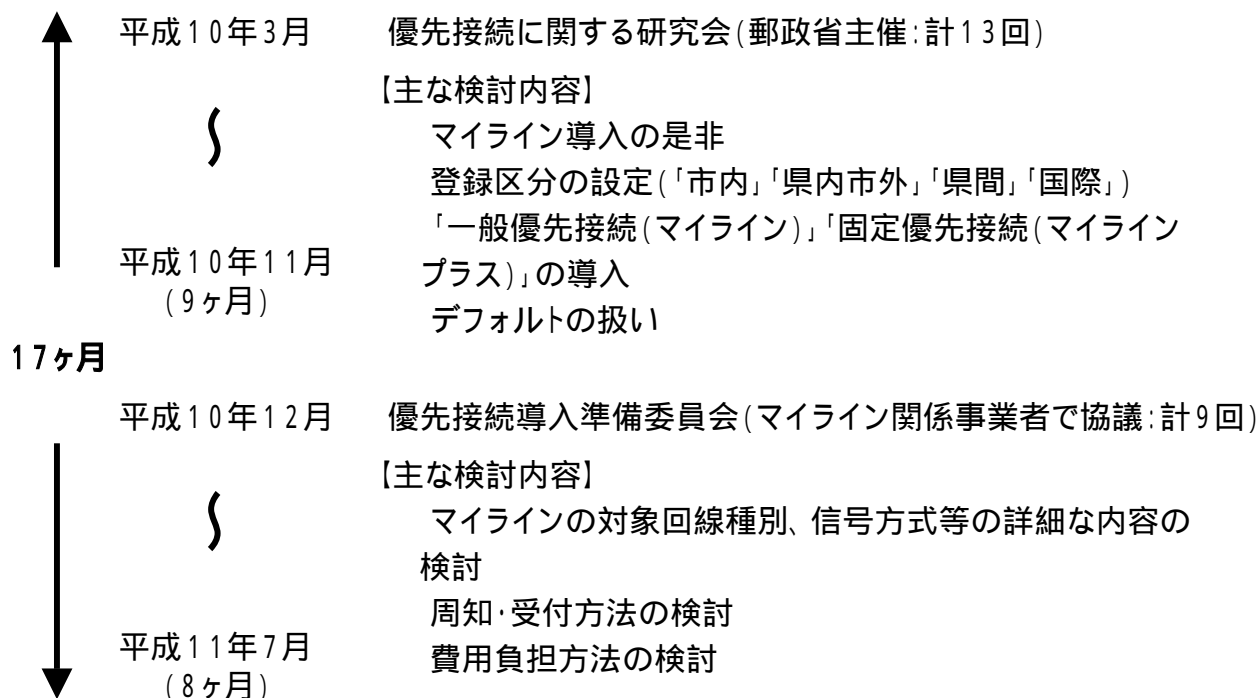 平成10年3月 優先接続に関する研究会(郵政省主催:計13回)
【主な検討内容】
マイライン導入の是非
登録区分の設定(「市内」「県内市外」「県間」「国際」)
「一般優先接続(マイライン)」「固定優先接続(マイライン
プラス)」の導入
デフォルトの扱い
〜
平成10年11月
(9ヶ月)
17ヶ月
平成10年12月 優先接続導入準備委員会(マイライン関係事業者で協議:計9回)
【主な検討内容】
マイラインの対象回線種別、信号方式等の詳細な内容の
検討
周知・受付方法の検討
費用負担方法の検討
〜
平成11年7月
(8ヶ月)